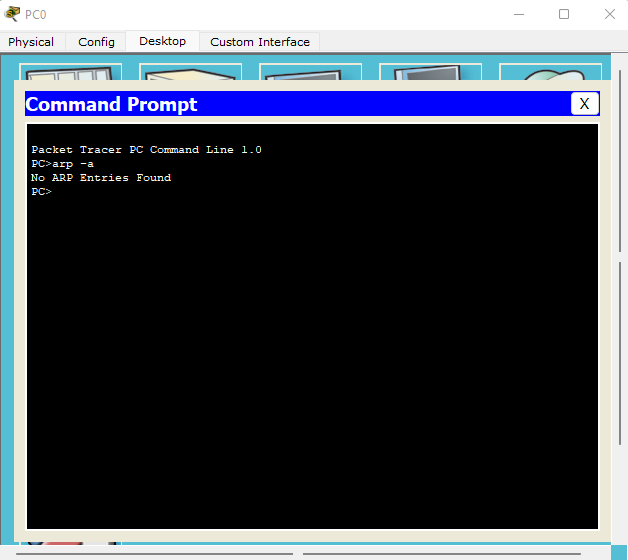 PC0
Physical Config Desktop Custom Interface
Command Prompt X
Packet Tracer PC Command Line 1.0
PC>arp -a
No ARP Entries Found
PC>